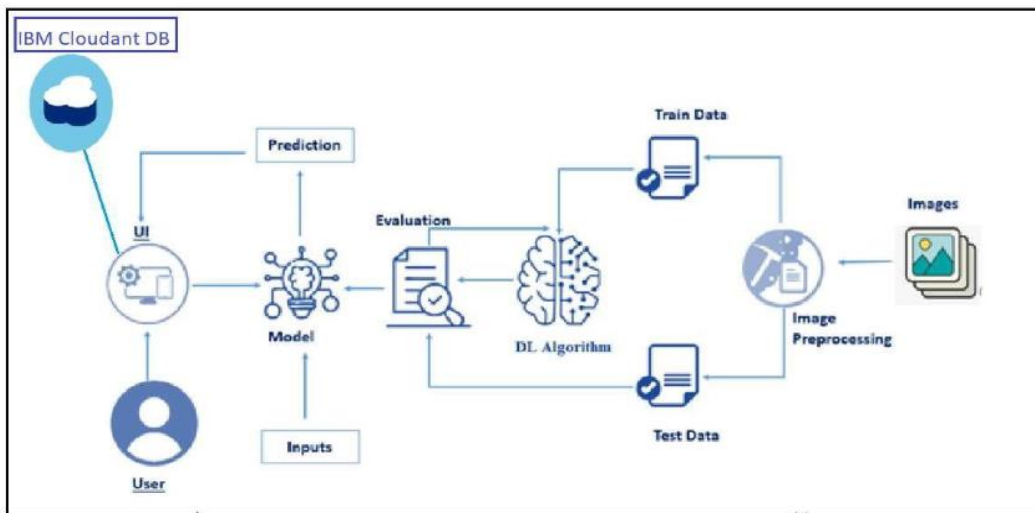 IBM Cloudant DB
Train Data
Prediction
Images
Evaluation
UI
Image
Preprocessing
Model
DL Algorithm
Test Data
Inputs
User